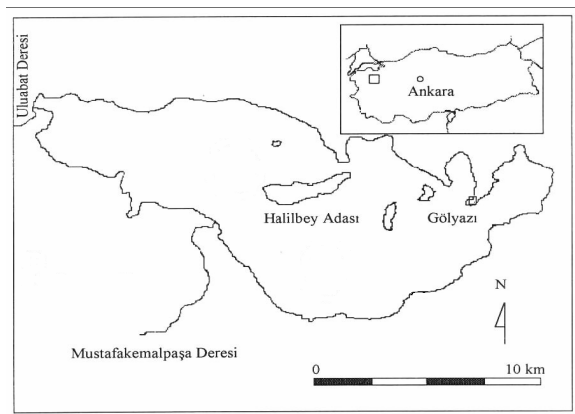 Uluabat Deresi
Ankara
Halilbey Adası
Gölyazı
N
Mustafakemalpaşa Deresi
0
10 km